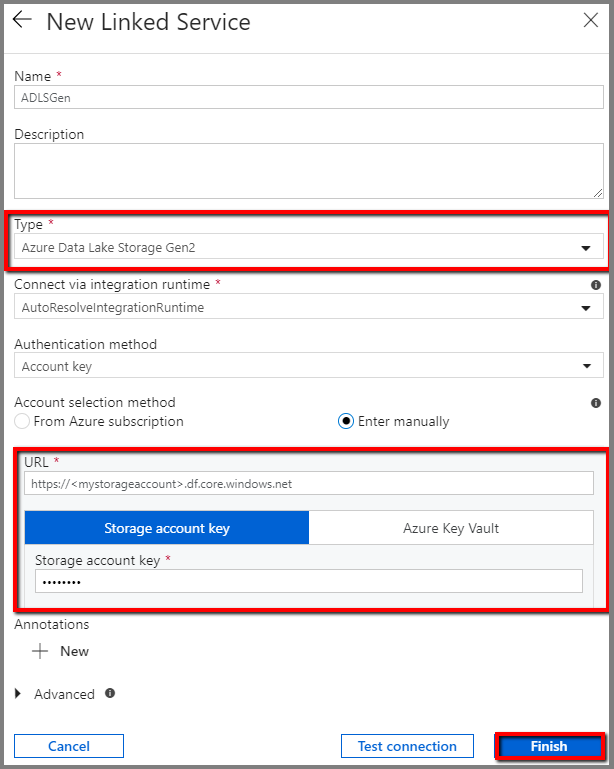 New Linked Service
Name *
ADLSGen
Description
Type *
Azure Data Lake Storage Gen2
Connect via integration runtime *
AutoResolveIntegrationRuntime
Authentication method
Account key
Account selection method
From Azure subscription Enter manually
URL *
https://<mystorageaccount>.df.core.windows.net
Storage account key Azure Key Vault
Storage account key *
••••••••
Annotations
New
Advanced
Cancel Test connection Finish